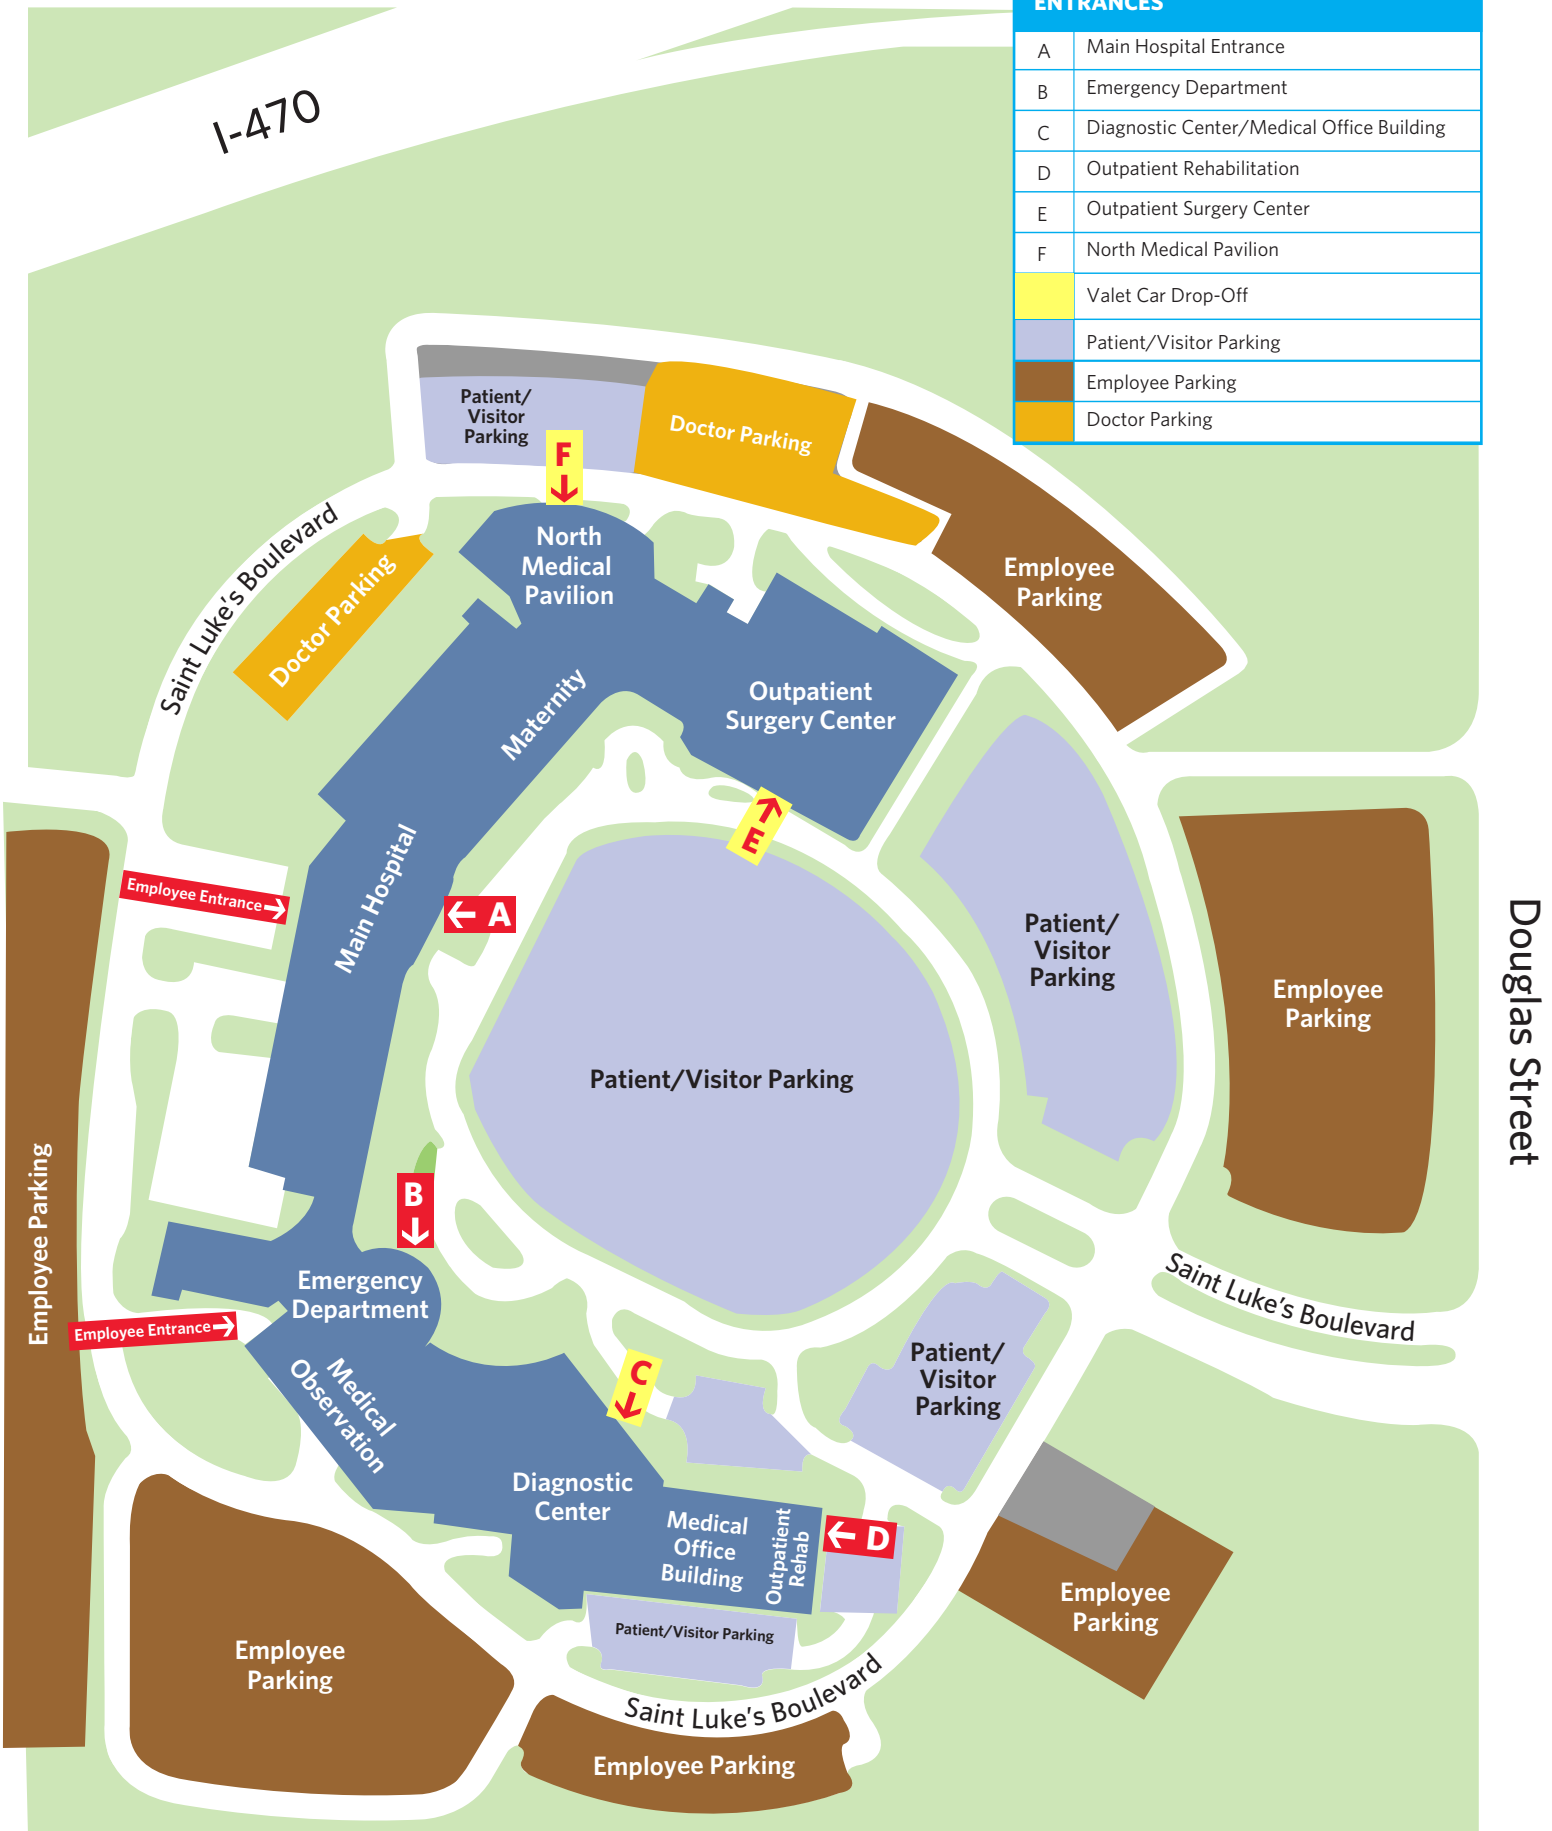 ENTRANCES
A Main Hospital Entrance
B Emergency Department
C Diagnostic Center/Medical Office Building
D Outpatient Rehabilitation
E Outpatient Surgery Center
F North Medical Pavilion
Valet Car Drop-Off
Patient/Visitor Parking
Employee Parking
Doctor Parking
I-470
Patient/
Visitor
Parking
F
Doctor Parking
Saint Luke's Boulevard
Doctor Parking
North
Medical
Pavilion
Employee
Parking
Maternity
Outpatient
Surgery Center
E
Main Hospital
Employee Entrance
A
Patient/
Visitor
Parking
Employee
Parking
Douglas Street
Patient/Visitor Parking
Employee Parking
B
Emergency
Department
Employee Entrance
Saint Luke's Boulevard
Medical
Observation
C
Patient/
Visitor
Parking
Diagnostic
Center
Medical
Office
Building
Outpatient
Rehab
D
Employee
Parking
Patient/Visitor Parking
Employee
Parking
Saint Luke's Boulevard
Employee Parking